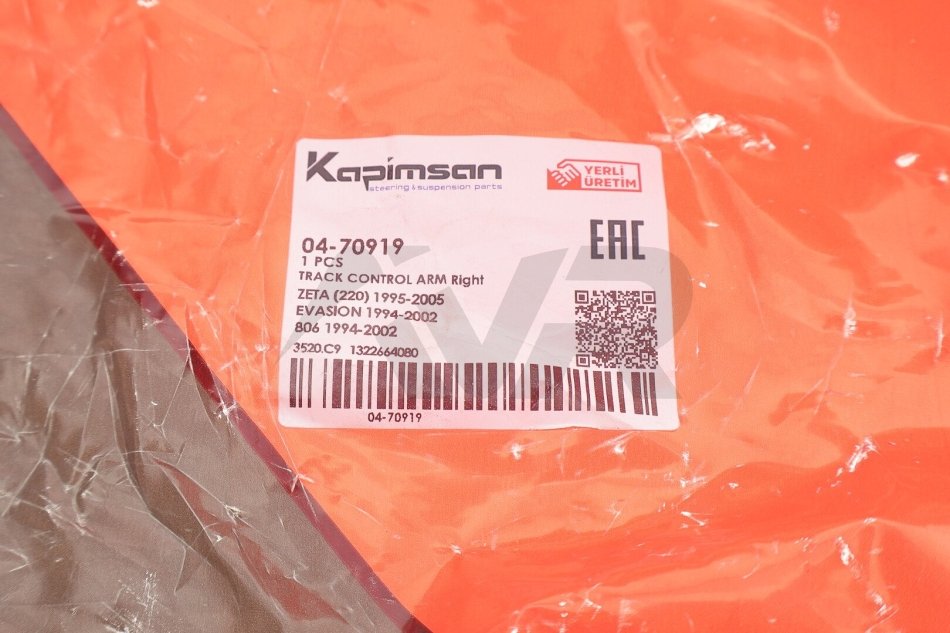 Kapimsan
steering & suspension parts
YERLİ
ÜRETİM
04-70919
1 PCS
TRACK CONTROL ARM Right
EAC
ZETA (220) 1995-2005
EVASION 1994-2002
806 1994-2002
3520.C9 1322664080
04-70919
AVR